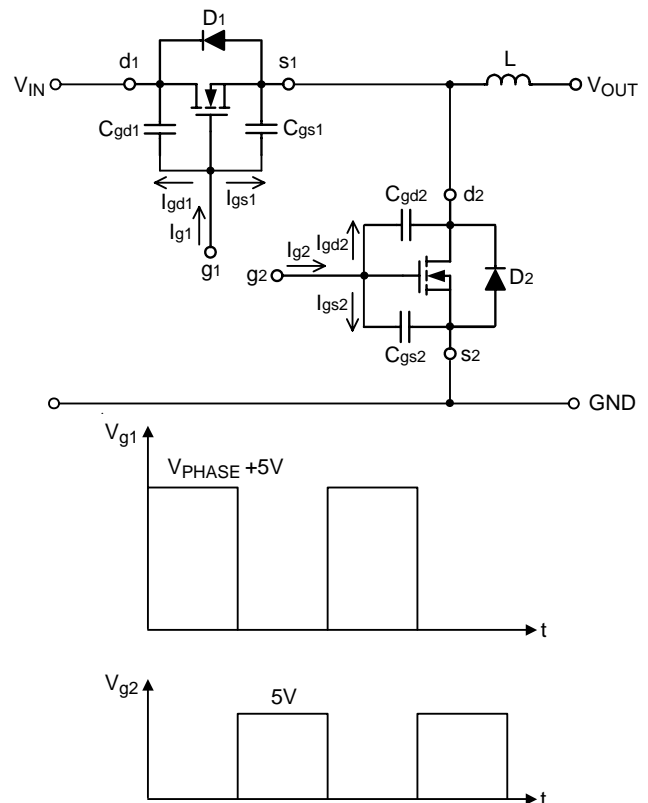 D1
d1
s1
L
VIN
VOUT
Cgd1
Cgs1
Igd1
Igs1
Ig1
g1
Cgd2
d2
Ig2
Igd2
g2
D2
Igs2
Cgs2
s2
GND
Vg1
VPHASE +5V
t
Vg2
5V
t